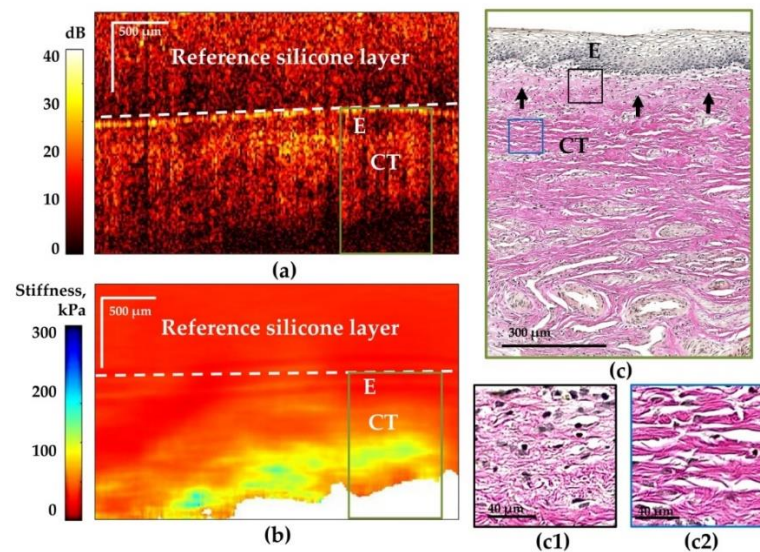 dB
40
30
20
10
0
500 μm
Reference silicone layer
E
CT
(a)
Stiffness,
kPa
300
200
100
0
500 μm
Reference silicone layer
E
CT
(b)
E
CT
300 μm
(c)
40 μm
(c1)
40 μm
(c2)